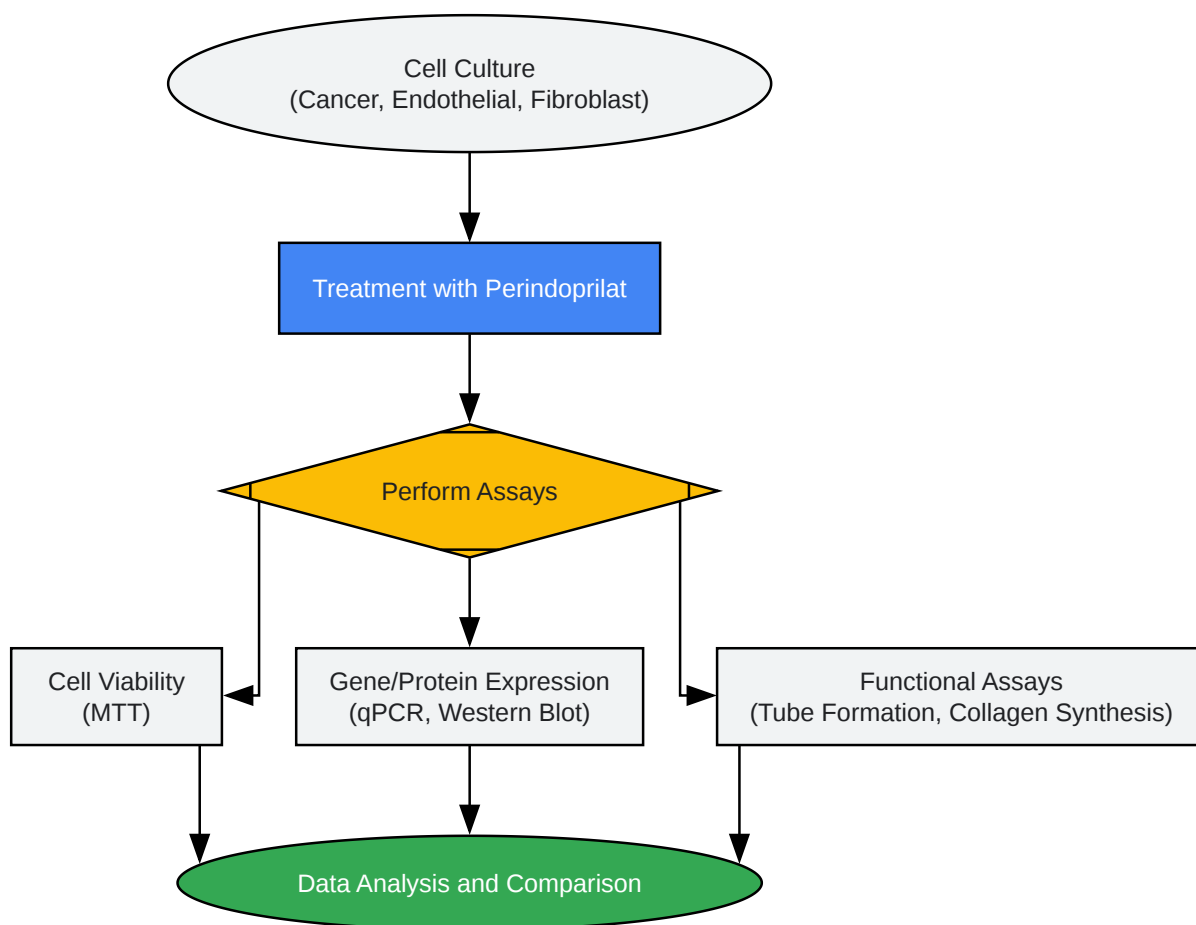 Cell Culture
(Cancer, Endothelial, Fibroblast)
Treatment with Perindoprilat
Perform Assays
Cell Viability
(MTT)
Gene/Protein Expression
(qPCR, Western Blot)
Functional Assays
(Tube Formation, Collagen Synthesis)
Data Analysis and Comparison